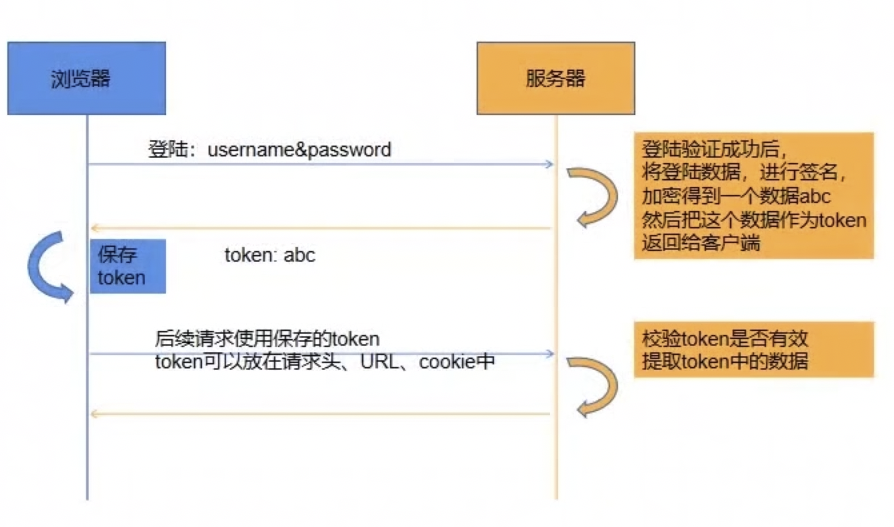 浏览器
服务器
登陆：username&password
登陆验证成功后，
将登陆数据，进行签名，
加密得到一个数据abc
然后把这个数据作为token
返回给客户端
保存
token
token: abc
后续请求使用保存的token
token可以放在请求头、URL、cookie中
校验token是否有效
提取token中的数据